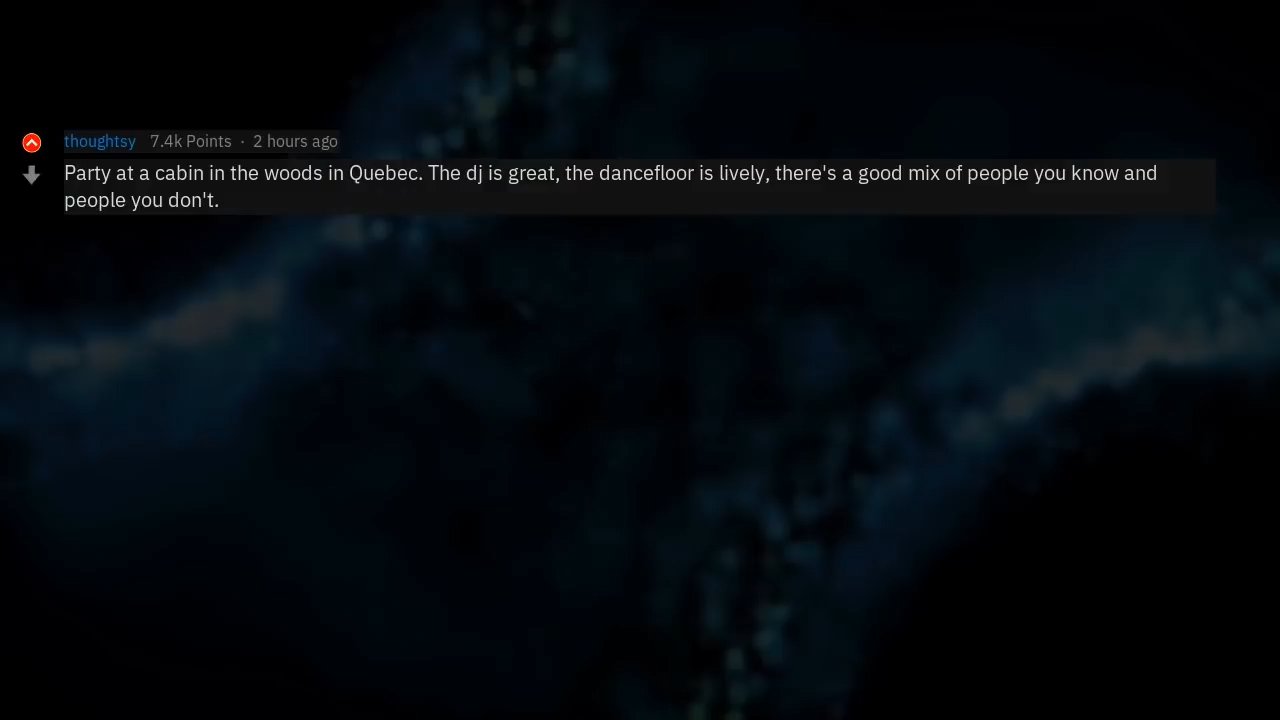 thoughtsy 7.4k Points · 2 hours ago
Party at a cabin in the woods in Quebec. The dj is great, the dancefloor is lively, there's a good mix of people you know and
people you don't.